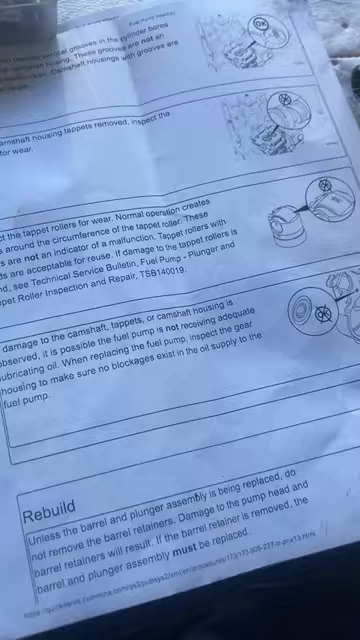 Fuel Pump Head(s)
vertical grooves in the cylinder bores
housing. These grooves are not an
malfunction. Camshaft housings with grooves are
OK
camshaft housing tappets removed, inspect the
for wear.
ct the tappet rollers for wear. Normal operation creates
s around the circumference of the tappet roller. These
s are not an indicator of a malfunction. Tappet rollers with
ds are acceptable for reuse. If damage to the tappet rollers is
nd, see Technical Service Bulletin, Fuel Pump - Plunger and
ppet Roller Inspection and Repair, TSB140019.
damage to the camshaft, tappets, or camshaft housing is
observed, it is possible the fuel pump is not receiving adequate
lubricating oil. When replacing the fuel pump, inspect the gear
housing to make sure no blockages exist in the oil supply to the
fuel pump.
Rebuild
Unless the barrel and plunger assembly is being replaced, do
not remove the barrel retainers. Damage to the pump head and
barrel retainers will result. If the barrel retainer is removed, the
barrel and plunger assembly must be replaced.